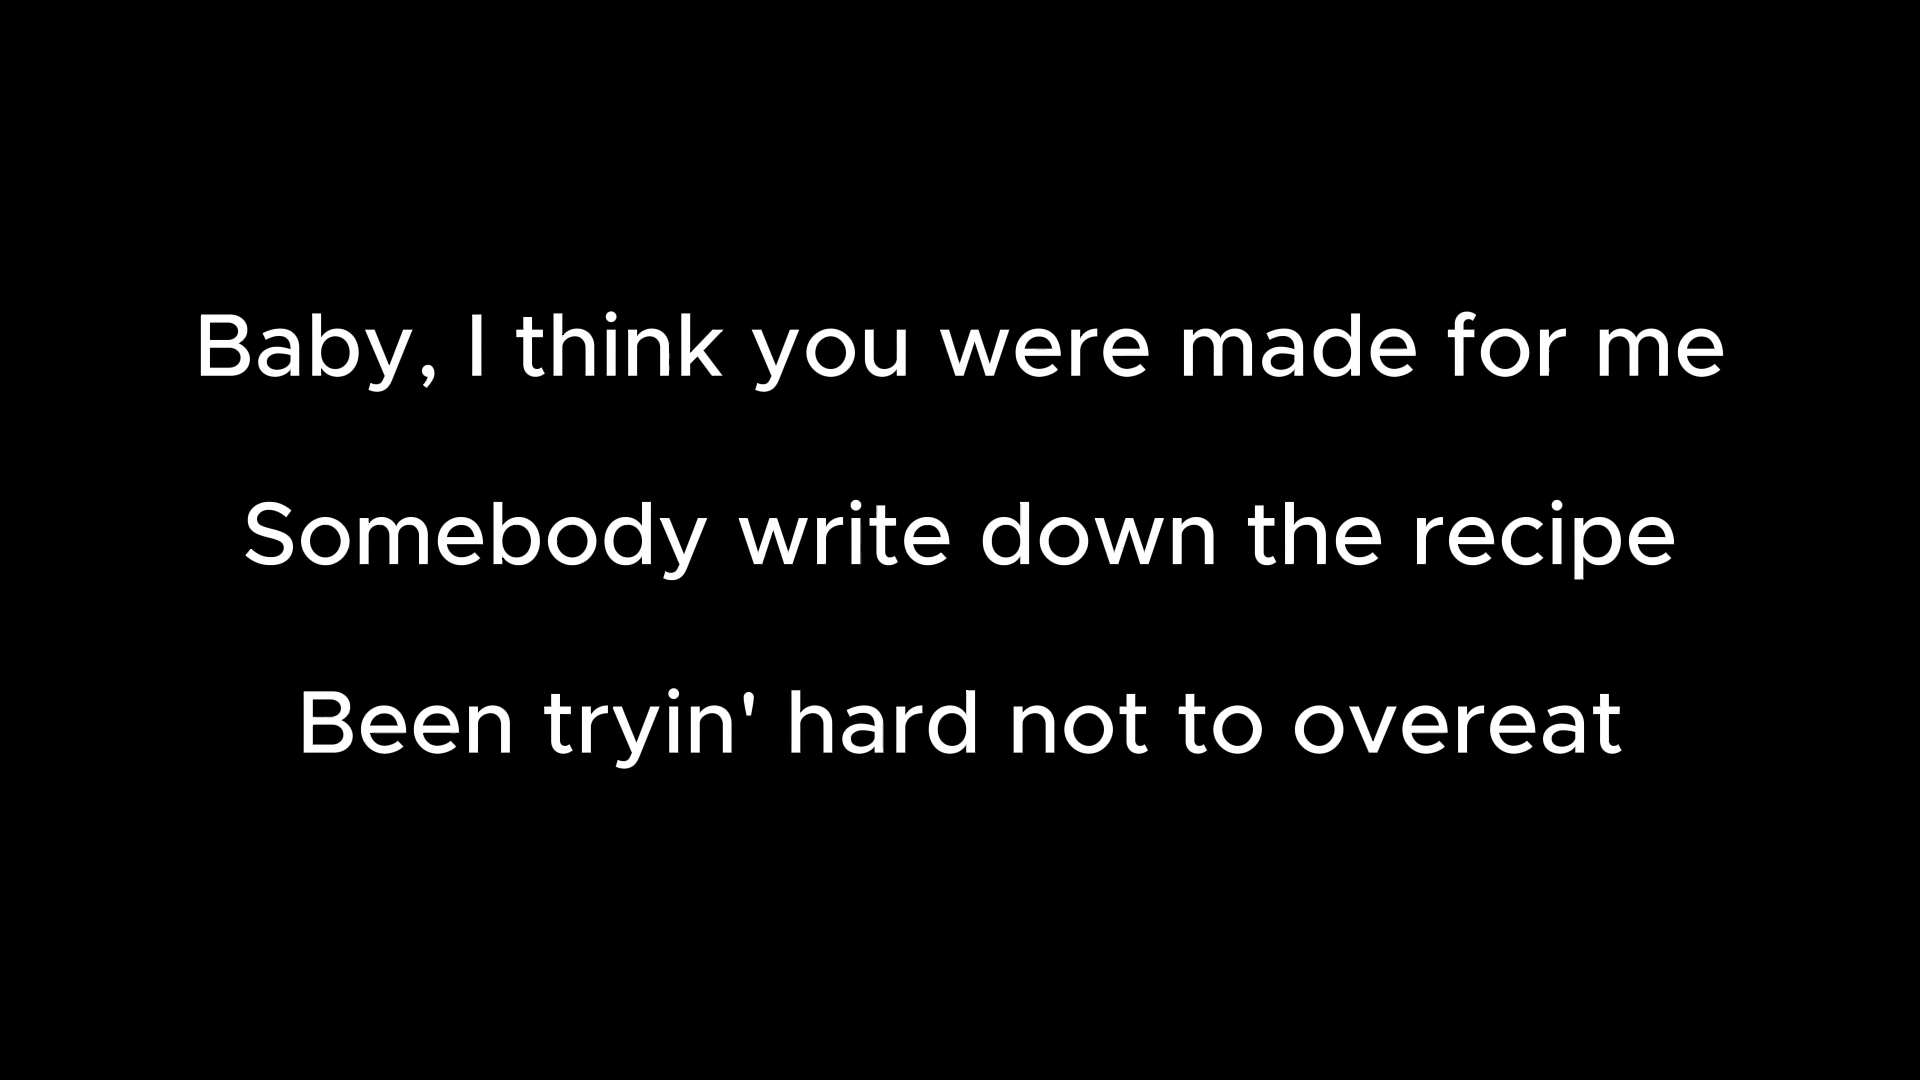 Baby, I think you were made for me
Somebody write down the recipe
Been tryin' hard not to overeat